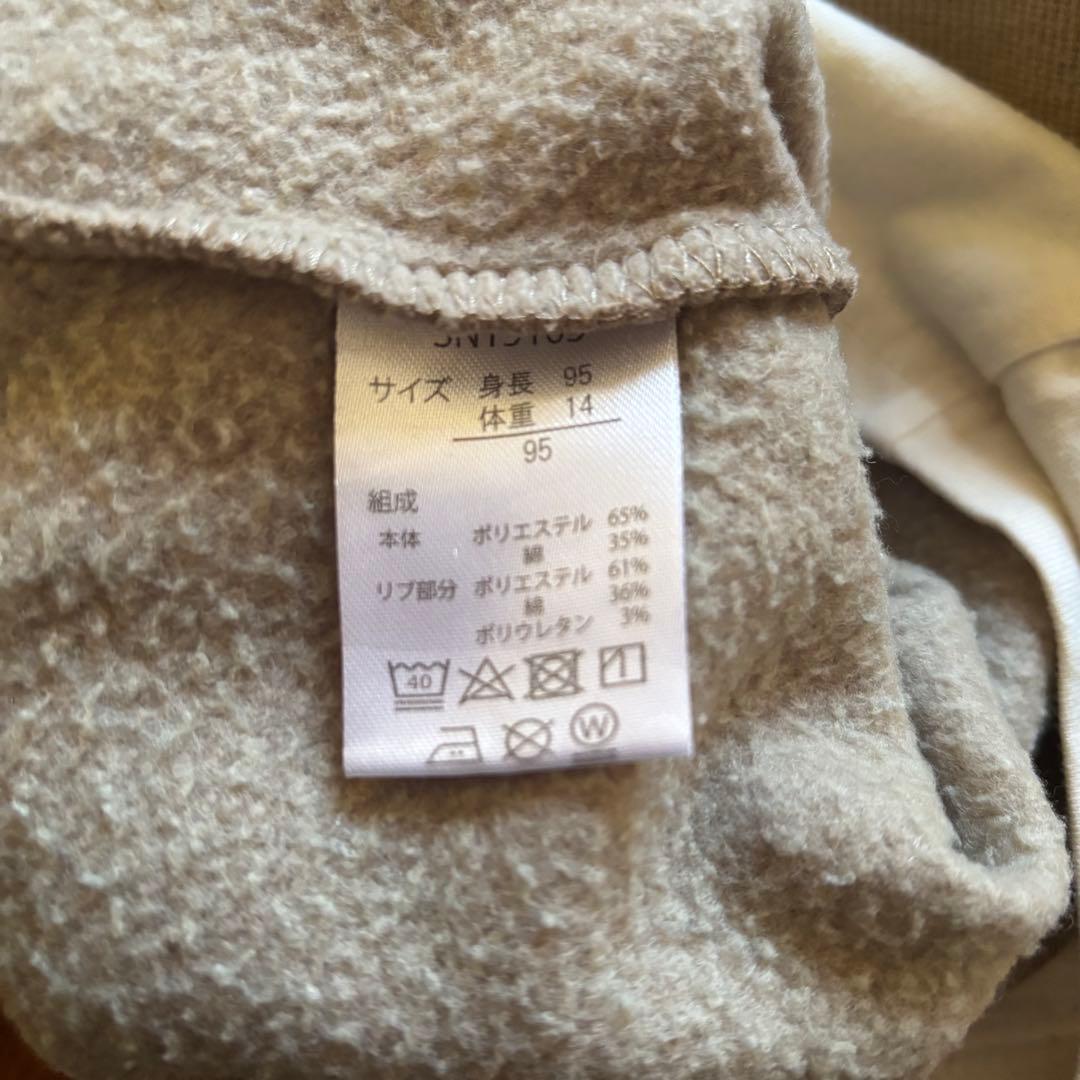 サイズ 身長 95
体重 14
95
組成
本体 ポリエステル 65%
綿 35%
リブ部分 ポリエステル 61%
綿 36%
ポリウレタン 3%
40
W